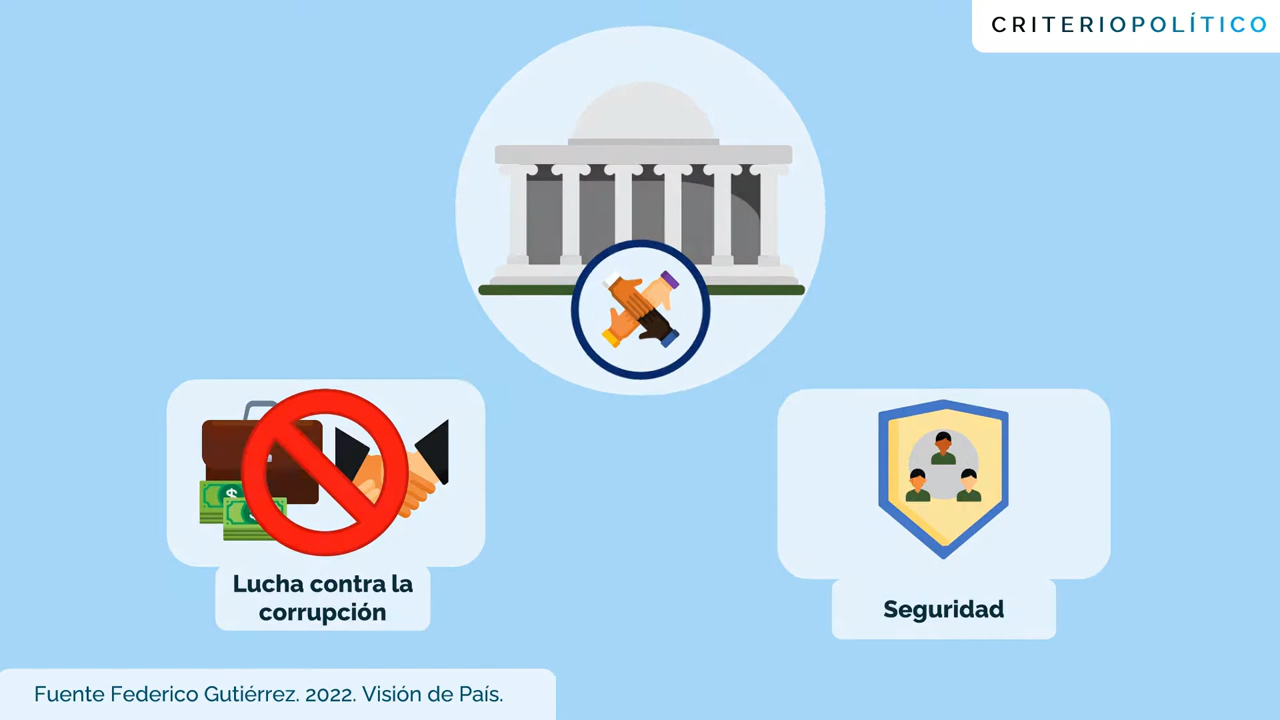 CRITERIOPOLÍTICO
Lucha contra la
corrupción
Seguridad
Fuente Federico Gutiérrez. 2022. Visión de País.